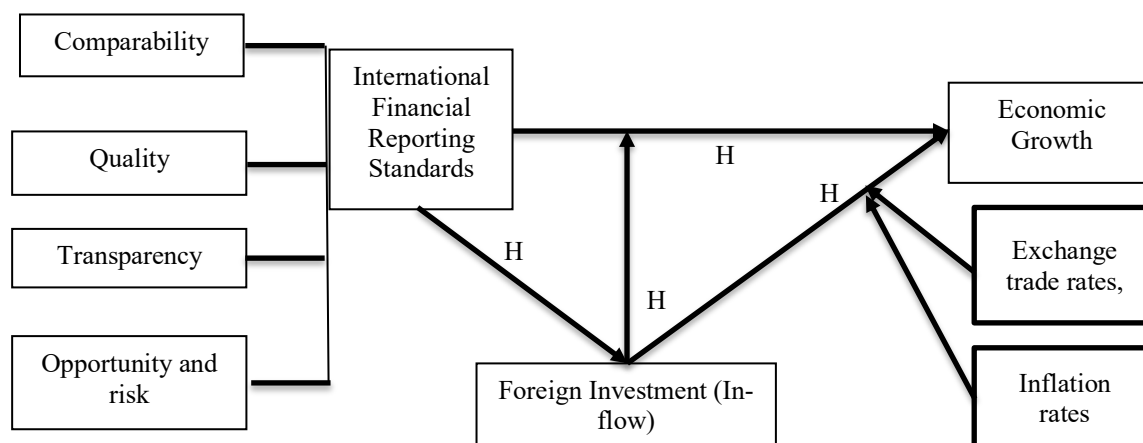 Comparability
Quality
Transparency
Opportunity and
risk
International
Financial
Reporting
Standards
H
H
H
H
Foreign Investment (In-
flow)
Economic
Growth
Exchange
trade rates,
Inflation
rates